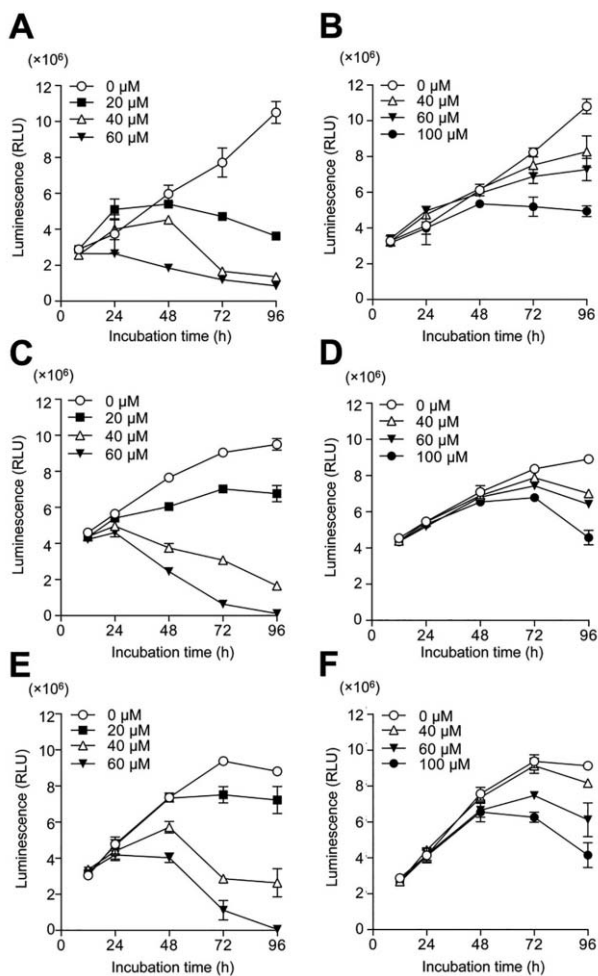 A
(×10⁶)
Luminescence (RLU)
12
10
8
6
4
2
0
0 μM
20 μM
40 μM
60 μM
0 24 48 72 96
Incubation time (h)
B
(×10⁶)
Luminescence (RLU)
12
10
8
6
4
2
0
0 μM
40 μM
60 μM
100 μM
0 24 48 72 96
Incubation time (h)
C
(×10⁶)
Luminescence (RLU)
12
10
8
6
4
2
0
0 μM
20 μM
40 μM
60 μM
0 24 48 72 96
Incubation time (h)
D
(×10⁶)
Luminescence (RLU)
12
10
8
6
4
2
0
0 μM
40 μM
60 μM
100 μM
0 24 48 72 96
Incubation time (h)
E
(×10⁶)
Luminescence (RLU)
12
10
8
6
4
2
0
0 μM
20 μM
40 μM
60 μM
0 24 48 72 96
Incubation time (h)
F
(×10⁶)
Luminescence (RLU)
12
10
8
6
4
2
0
0 μM
40 μM
60 μM
100 μM
0 24 48 72 96
Incubation time (h)